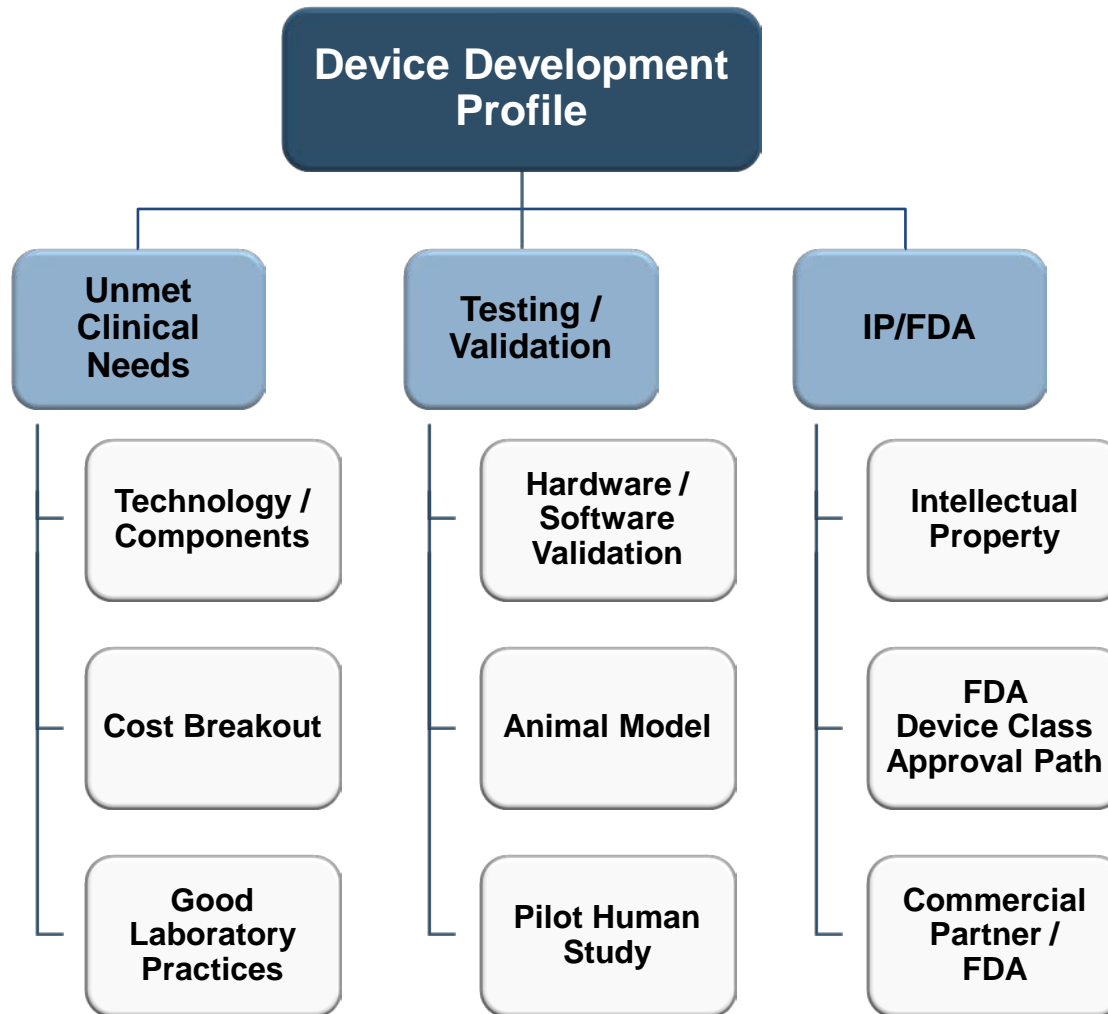 Device Development
Profile
Unmet
Clinical
Needs
Technology /
Components
Cost Breakout
Good
Laboratory
Practices
Testing /
Validation
Hardware /
Software
Validation
Animal Model
Pilot Human
Study
IP/FDA
Intellectual
Property
FDA
Device Class
Approval Path
Commercial
Partner /
FDA